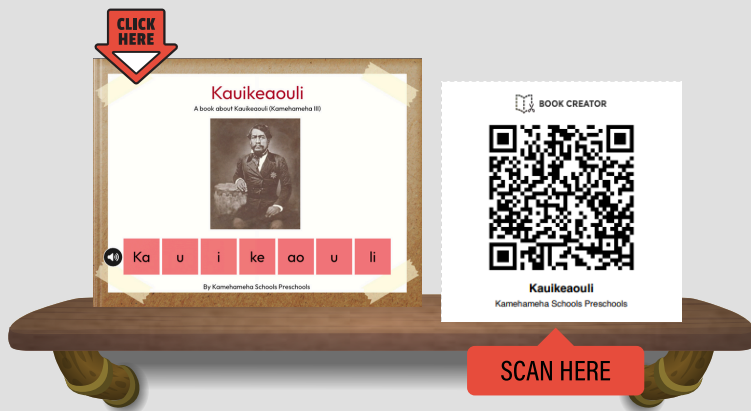 CLICK
HERE
Kauikeaouli
A book about Kauikeaouli (Kamehameha III)
Ka u i ke ao u li
By Kamehameha Schools Preschools
BOOK CREATOR
Kauikeaouli
Kamehameha Schools Preschools
SCAN HERE